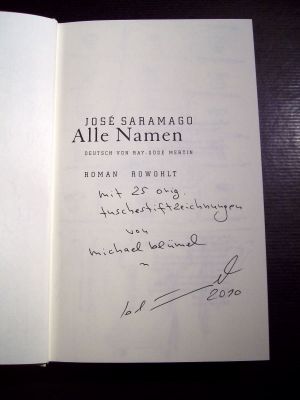 JOSÉ SARAMAGO
Alle Namen
DEUTSCH VON RAY-GÜDE MERTIN
ROMAN ROWOHLT
mit 25 orig.
tuschestiftzeichnungen
von
michael blümel
2010